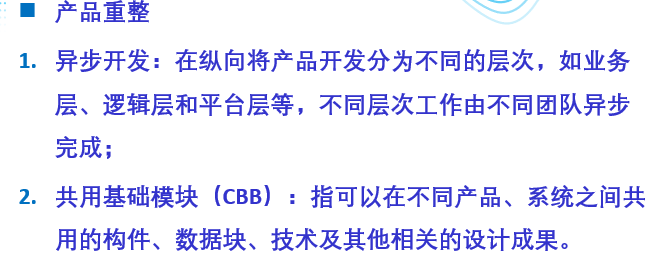 ■ 产品重整
1. 异步开发：在纵向将产品开发分为不同的层次，如业务
层、逻辑层和平台层等，不同层次工作由不同团队异步
完成；
2. 共用基础模块（CBB）：指可以在不同产品、系统之间共
用的构件、数据块、技术及其他相关的设计成果。